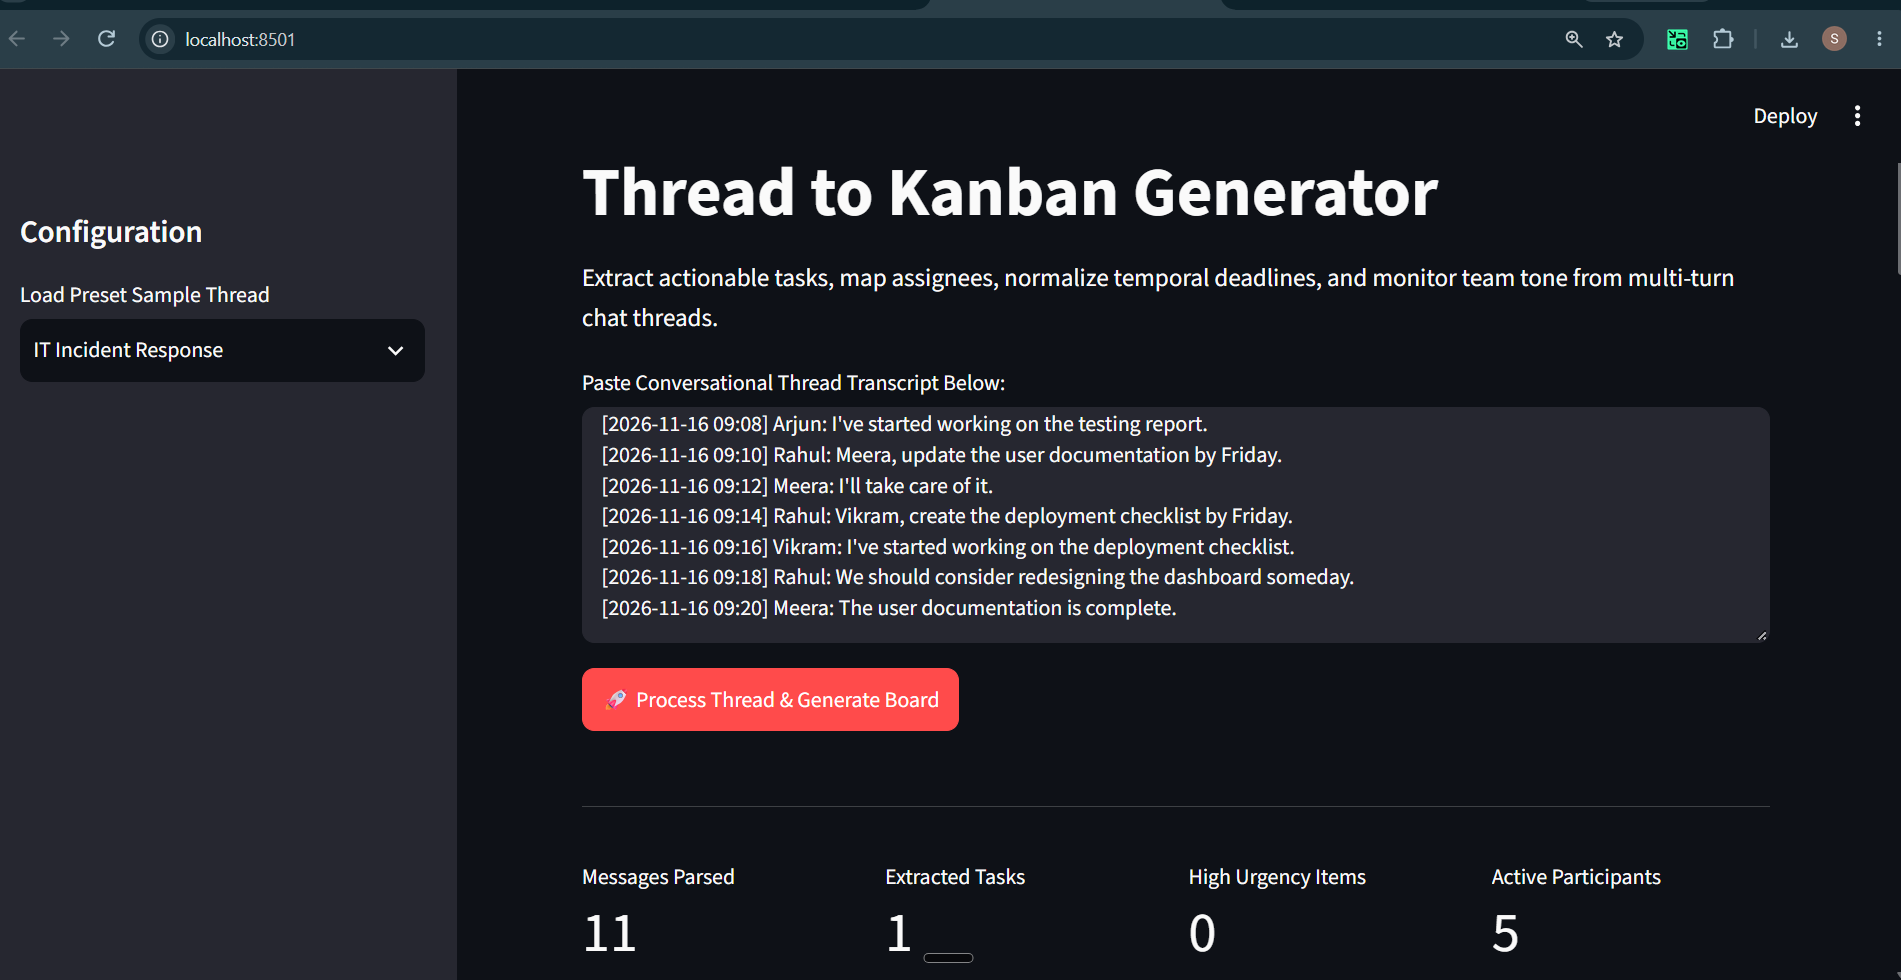 localhost:8501
S
Deploy
Configuration
Load Preset Sample Thread
IT Incident Response
Thread to Kanban Generator
Extract actionable tasks, map assignees, normalize temporal deadlines, and monitor team tone from multi-turn
chat threads.
Paste Conversational Thread Transcript Below:
[2026-11-16 09:08] Arjun: I've started working on the testing report.
[2026-11-16 09:10] Rahul: Meera, update the user documentation by Friday.
[2026-11-16 09:12] Meera: I'll take care of it.
[2026-11-16 09:14] Rahul: Vikram, create the deployment checklist by Friday.
[2026-11-16 09:16] Vikram: I've started working on the deployment checklist.
[2026-11-16 09:18] Rahul: We should consider redesigning the dashboard someday.
[2026-11-16 09:20] Meera: The user documentation is complete.
🚀 Process Thread & Generate Board
Messages Parsed
11
Extracted Tasks
1
High Urgency Items
0
Active Participants
5